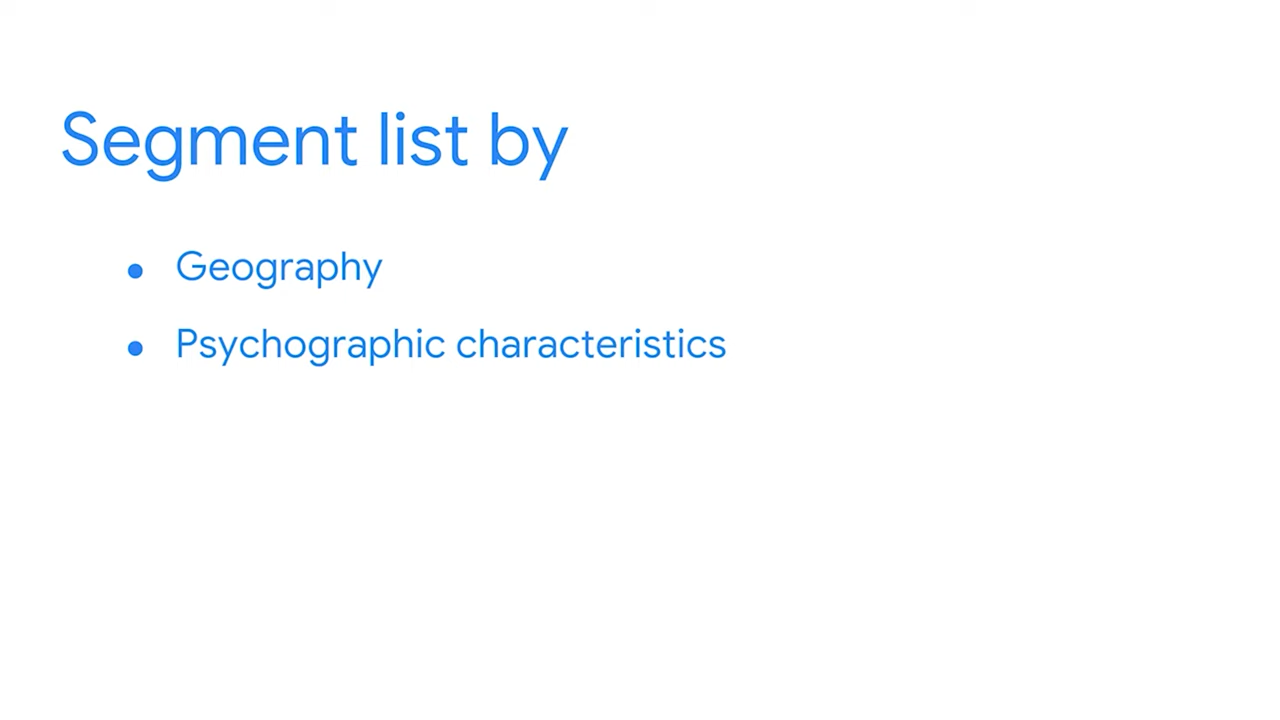 Segment list by
• Geography
• Psychographic characteristics